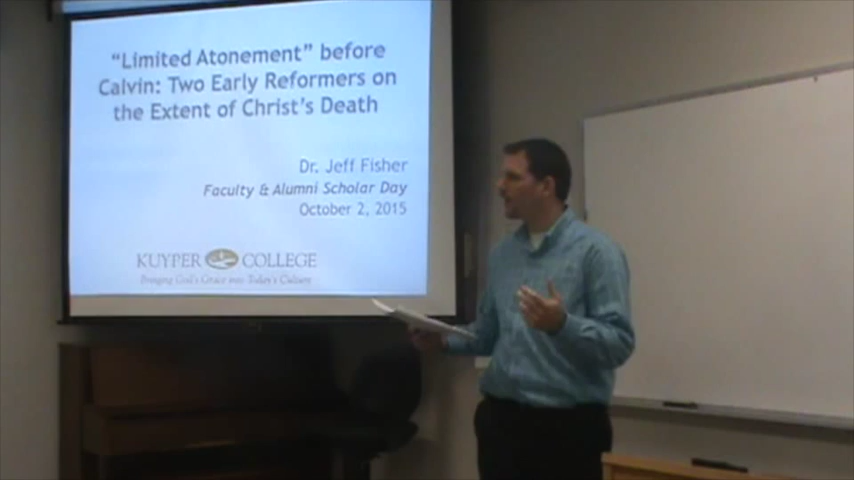 “Limited Atonement” before
Calvin: Two Early Reformers on
the Extent of Christ’s Death
Dr. Jeff Fisher
Faculty & Alumni Scholar Day
October 2, 2015
KUYPER COLLEGE
Bringing God's Grace into Today's Culture